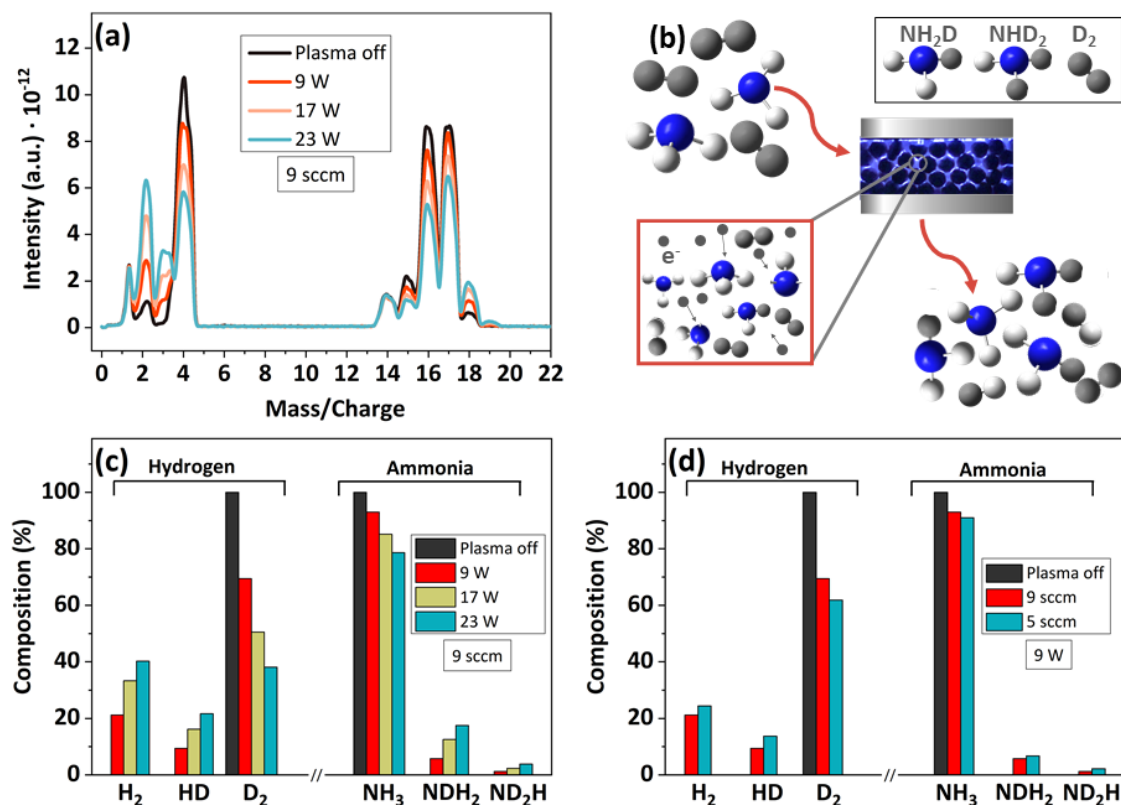 (a)
Plasma off
9 W
17 W
23 W
9 sccm
Intensity (a.u.) · 10⁻¹²
12
10
8
6
4
2
0
0 2 4 6 8 10 12 14 16 18 20 22
Mass/Charge
(b)
NH₂D NHD₂ D₂
e⁻
(c)
Hydrogen Ammonia
Plasma off
9 W
17 W
23 W
9 sccm
Composition (%)
100
80
60
40
20
0
H₂ HD D₂ // NH₃ NDH₂ ND₂H
(d)
Hydrogen Ammonia
Plasma off
9 sccm
5 sccm
9 W
Composition (%)
100
80
60
40
20
0
H₂ HD D₂ // NH₃ NDH₂ ND₂H